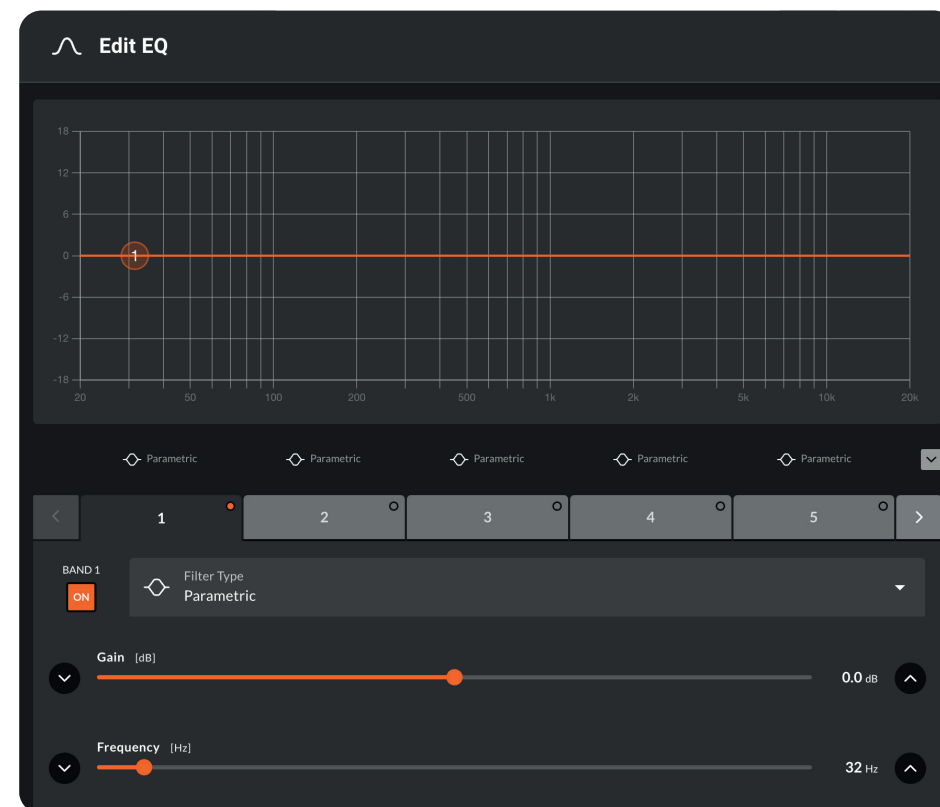 Edit EQ
18
12
6
0
1
-6
-12
-18
20 50 100 200 500 1k 2k 5k 10k 20k
Parametric Parametric Parametric Parametric Parametric
1 2 3 4 5
BAND 1
ON
Filter Type
Parametric
Gain [dB]
0.0 dB
Frequency [Hz]
32 Hz